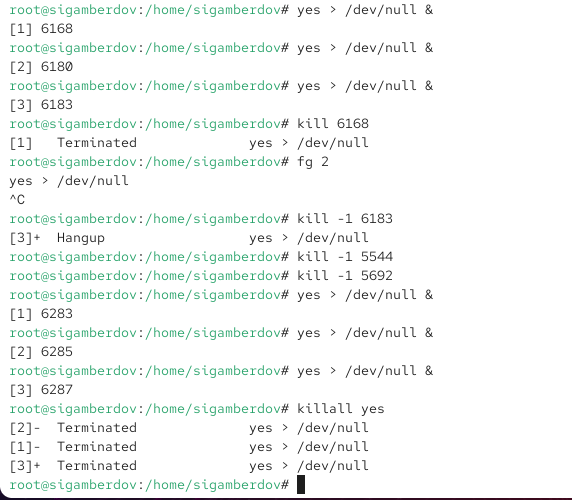 root@sigamberdov:/home/sigamberdov# yes > /dev/null &
[1] 6168
root@sigamberdov:/home/sigamberdov# yes > /dev/null &
[2] 6180
root@sigamberdov:/home/sigamberdov# yes > /dev/null &
[3] 6183
root@sigamberdov:/home/sigamberdov# kill 6168
[1]   Terminated              yes > /dev/null
root@sigamberdov:/home/sigamberdov# fg 2
yes > /dev/null
^C
root@sigamberdov:/home/sigamberdov# kill -1 6183
[3]+  Hangup                  yes > /dev/null
root@sigamberdov:/home/sigamberdov# kill -1 5544
root@sigamberdov:/home/sigamberdov# kill -1 5692
root@sigamberdov:/home/sigamberdov# yes > /dev/null &
[1] 6283
root@sigamberdov:/home/sigamberdov# yes > /dev/null &
[2] 6285
root@sigamberdov:/home/sigamberdov# yes > /dev/null &
[3] 6287
root@sigamberdov:/home/sigamberdov# killall yes
[2]-  Terminated              yes > /dev/null
[1]-  Terminated              yes > /dev/null
[3]+  Terminated              yes > /dev/null
root@sigamberdov:/home/sigamberdov#